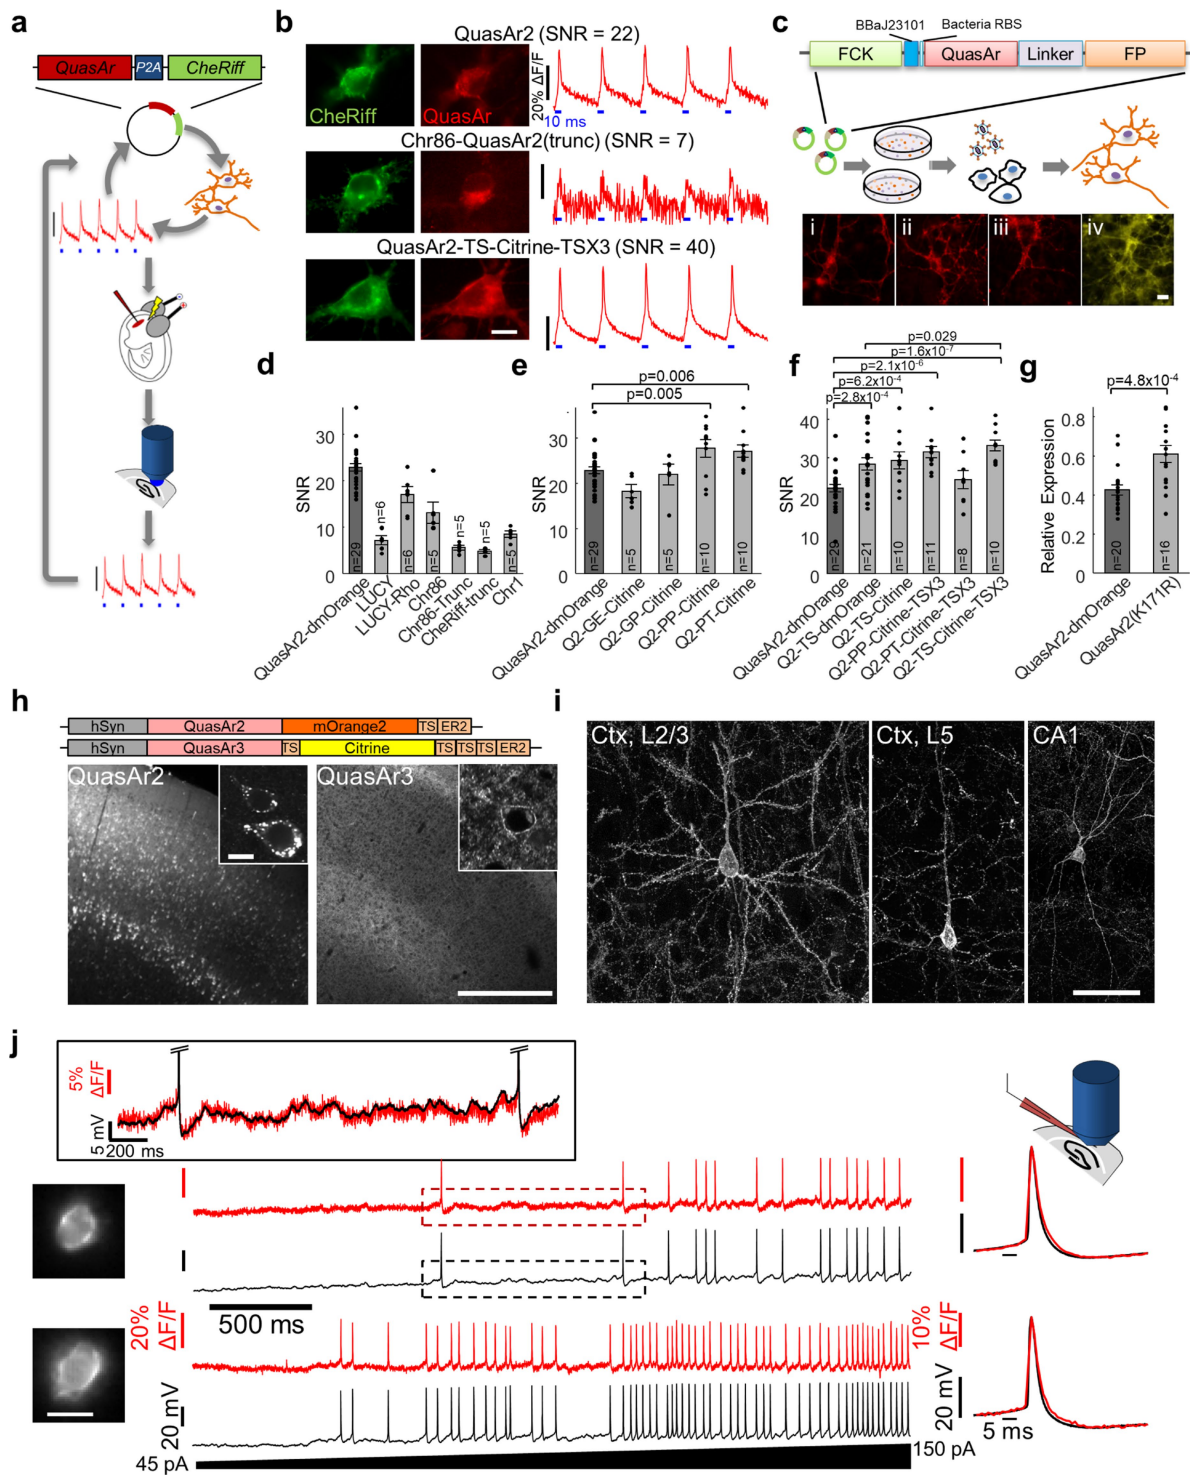 a
QuasAr P2A CheRiff
b
QuasAr2 (SNR = 22)
CheRiff
QuasAr
20% ΔF/F
10 ms
Chr86-QuasAr2(trunc) (SNR = 7)
QuasAr2-TS-Citrine-TSX3 (SNR = 40)
c
BBaJ23101 Bacteria RBS
FCK QuasAr Linker FP
i
ii
iii
iv
d
SNR
30
20
10
0
n=29
n=6
n=6
n=5
n=5
n=5
n=5
QuasAr2-dmOrange
LUCY
LUCY-Rho
Chr86
Chr86-Trunc
CheRiff-trunc
Chr1
e
p=0.006
p=0.005
SNR
30
20
10
0
n=29
n=5
n=5
n=10
n=10
QuasAr2-dmOrange
Q2-GE-Citrine
Q2-GP-Citrine
Q2-PP-Citrine
Q2-PT-Citrine
f
p=0.029
p=1.6x10-7
p=2.1x10-6
p=6.2x10-4
p=2.8x10-4
SNR
40
30
20
10
0
n=29
n=21
n=10
n=11
n=8
n=10
QuasAr2-dmOrange
Q2-TS-dmOrange
Q2-TS-Citrine
Q2-PP-Citrine-TSX3
Q2-PT-Citrine-TSX3
Q2-TS-Citrine-TSX3
g
p=4.8x10-4
Relative Expression
0.8
0.6
0.4
0.2
0
n=20
n=16
QuasAr2-dmOrange
QuasAr2(K171R)
h
hSyn QuasAr2 mOrange2 TS ER2
hSyn QuasAr3 TS Citrine TS TS TS ER2
QuasAr2
QuasAr3
i
Ctx, L2/3
Ctx, L5
CA1
j
5% ΔF/F
5 mV
200 ms
500 ms
20% ΔF/F
20 mV
10% ΔF/F
20 mV
5 ms
45 pA
150 pA